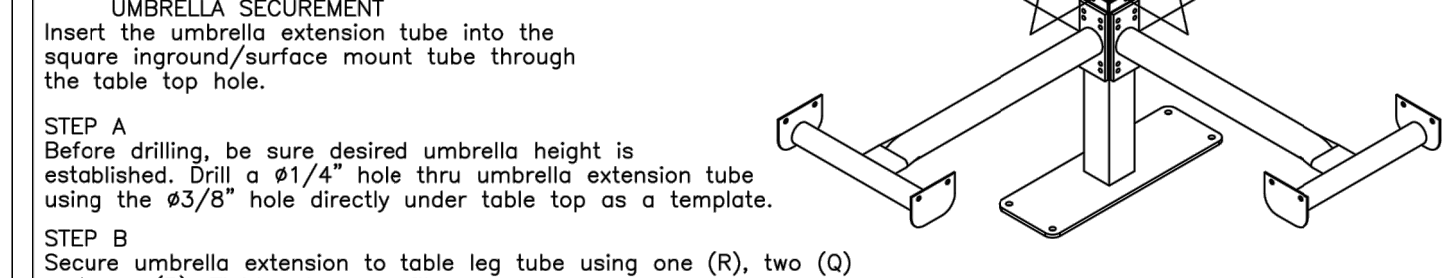 UMBRELLA SECUREMENT
Insert the umbrella extension tube into the
square inground/surface mount tube through
the table top hole.
STEP A
Before drilling, be sure desired umbrella height is
established. Drill a ø1/4" hole thru umbrella extension tube
using the ø3/8" hole directly under table top as a template.
STEP B
Secure umbrella extension to table leg tube using one (R), two (Q)